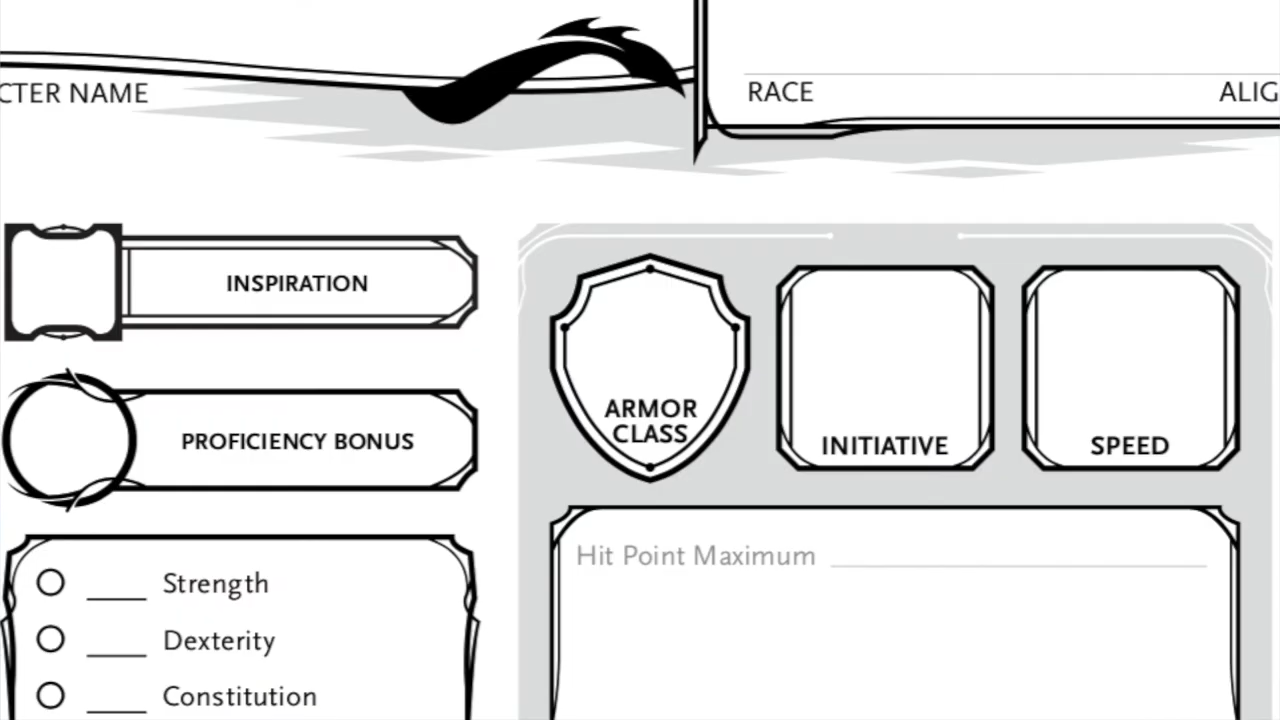 CTER NAME
RACE
ALIG
INSPIRATION
PROFICIENCY BONUS
Strength
Dexterity
Constitution
ARMOR
CLASS
INITIATIVE
SPEED
Hit Point Maximum